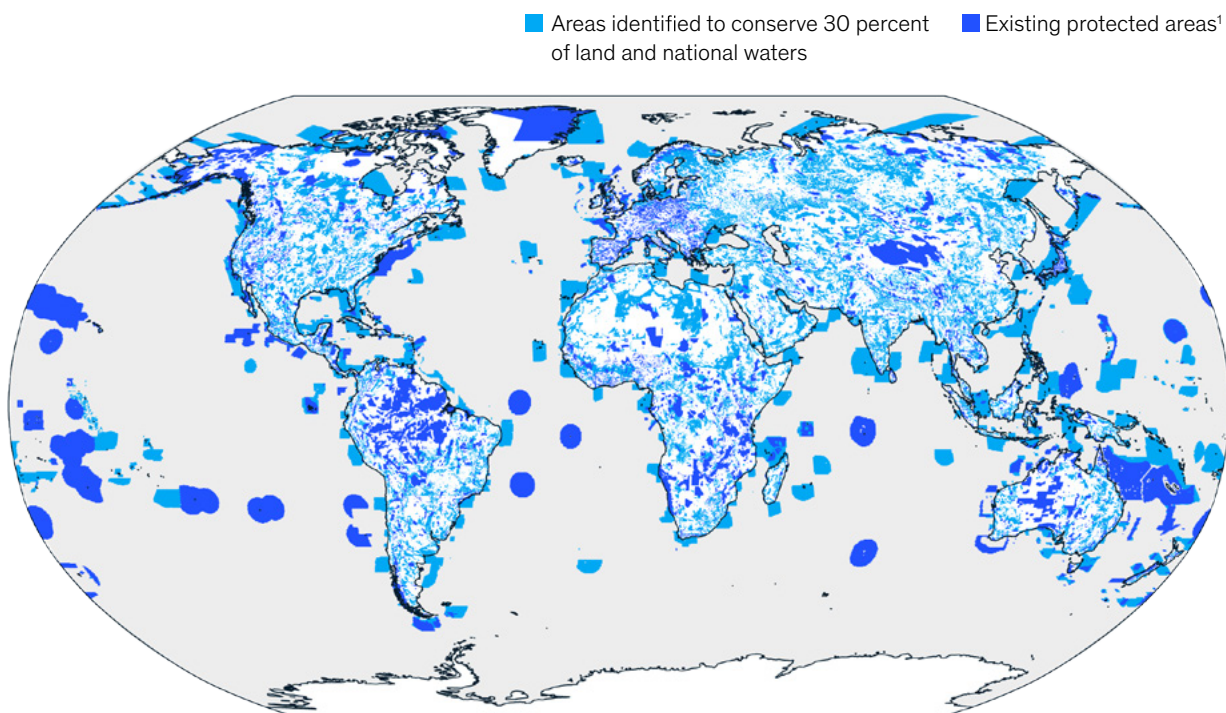 Areas identified to conserve 30 percent
of land and national waters
Existing protected areas¹